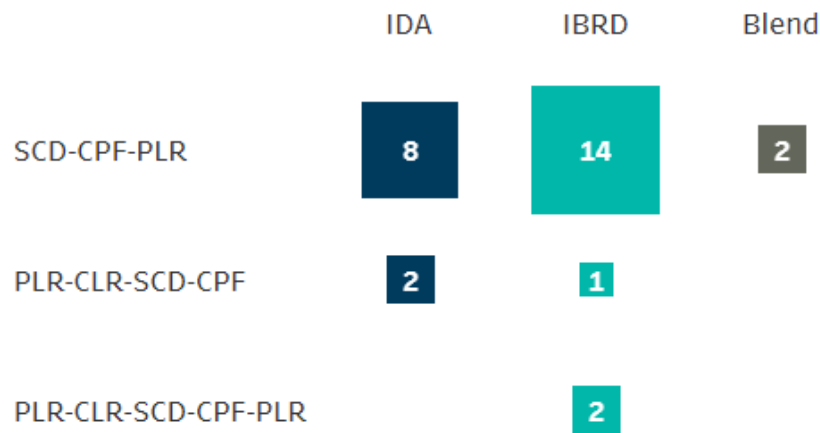 IDA IBRD Blend
SCD-CPF-PLR 8 14 2
PLR-CLR-SCD-CPF 2 1
PLR-CLR-SCD-CPF-PLR 2